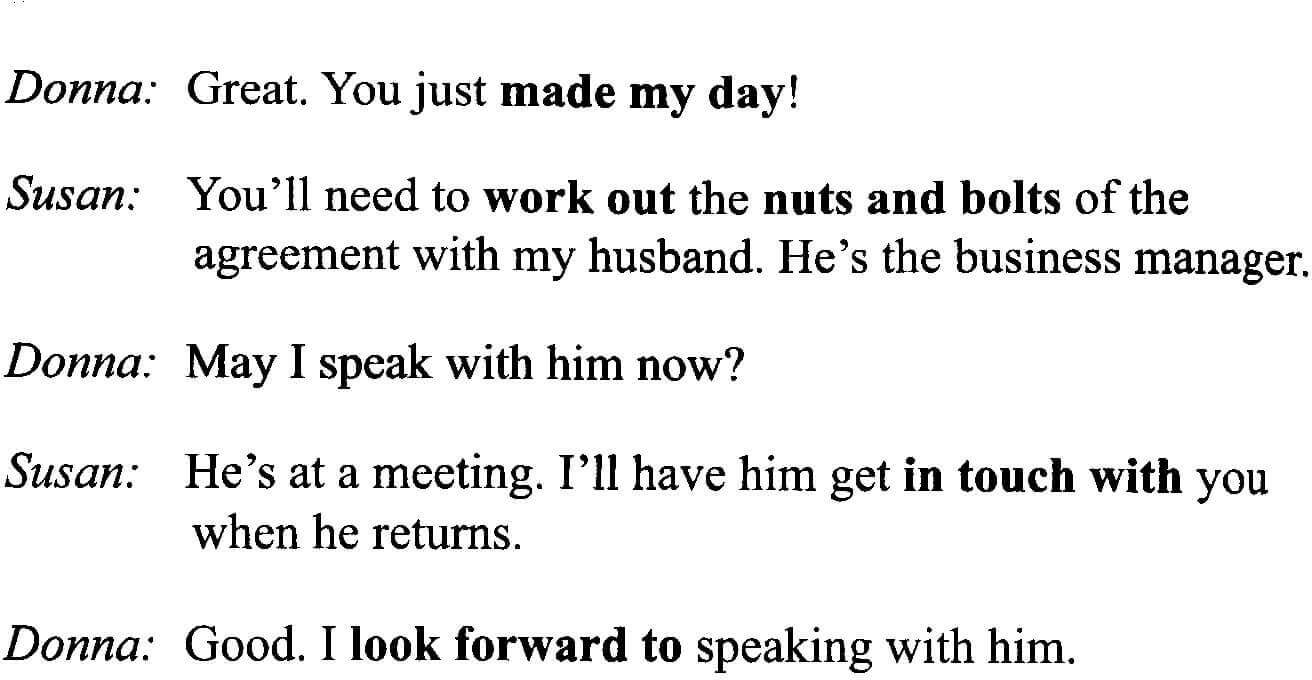 Donna: Great. You just made my day!
Susan: You'll need to work out the nuts and bolts of the
agreement with my husband. He's the business manager.
Donna: May I speak with him now?
Susan: He's at a meeting. I'll have him get in touch with you
when he returns.
Donna: Good. I look forward to speaking with him.